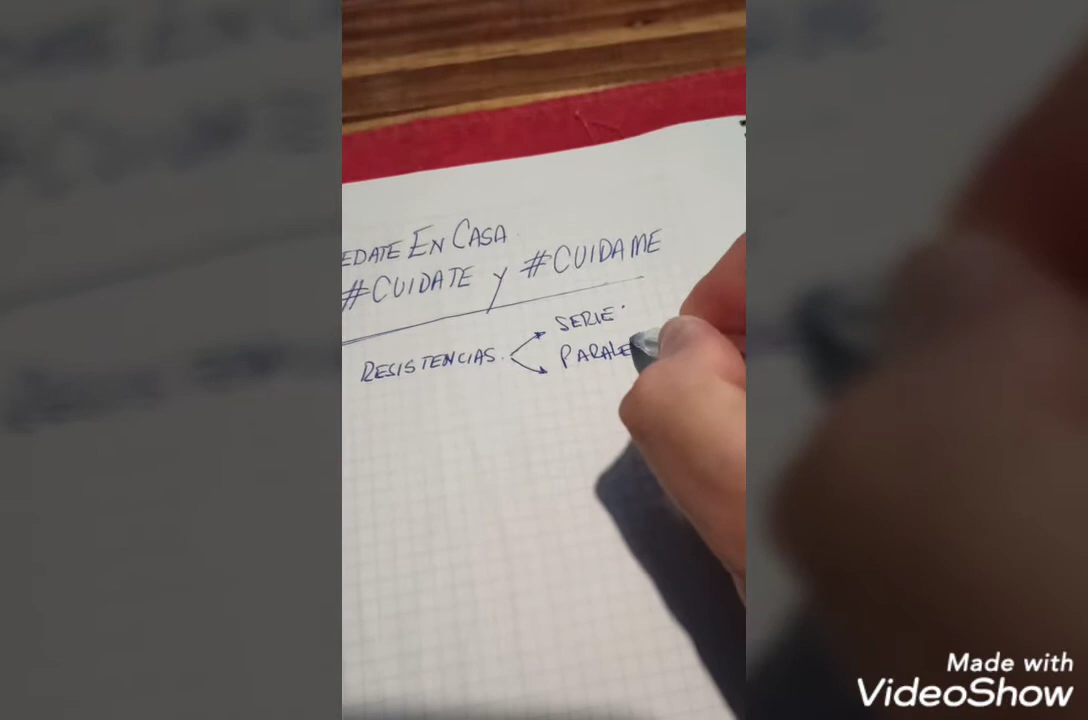 EDATE EN CASA
#CUIDATE Y #CUIDAME
RESISTENCIAS. SERIE.
PARALE
Made with
VideoShow